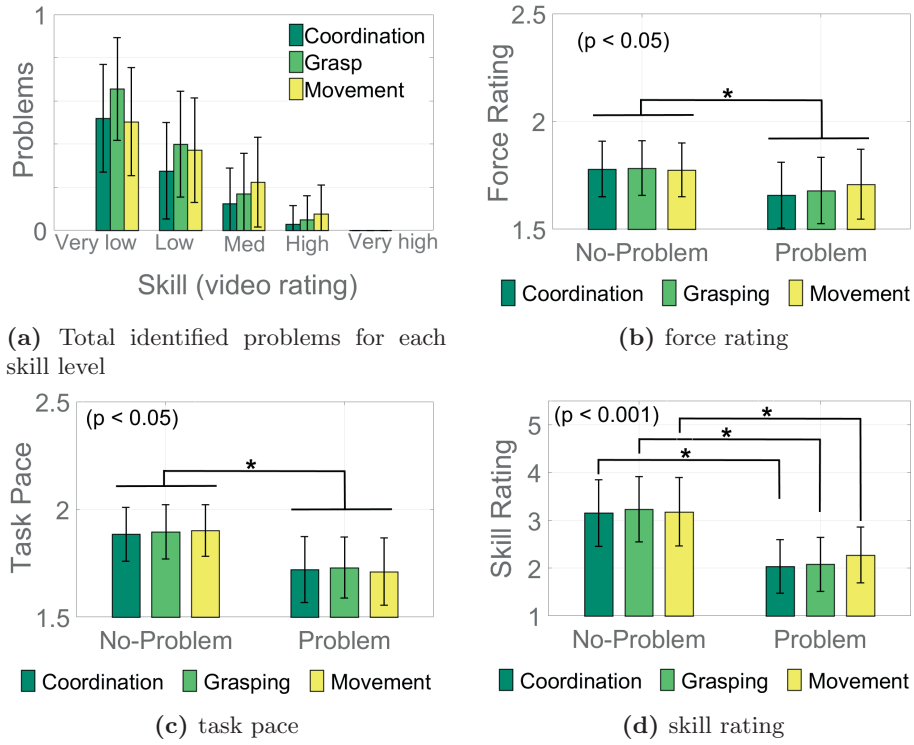 1
Problems
0
Coordination
Grasp
Movement
Very low Low Med High Very high
Skill (video rating)
(a) Total identified problems for each
skill level
2.5
(p < 0.05)
*
2
Force Rating
1.5
No-Problem Problem
Coordination Grasping Movement
(b) force rating
2.5
(p < 0.05)
*
2
Task Pace
1.5
No-Problem Problem
Coordination Grasping Movement
(c) task pace
(p < 0.001)
*
*
*
5
4
3
2
1
Skill Rating
No-Problem Problem
Coordination Grasping Movement
(d) skill rating